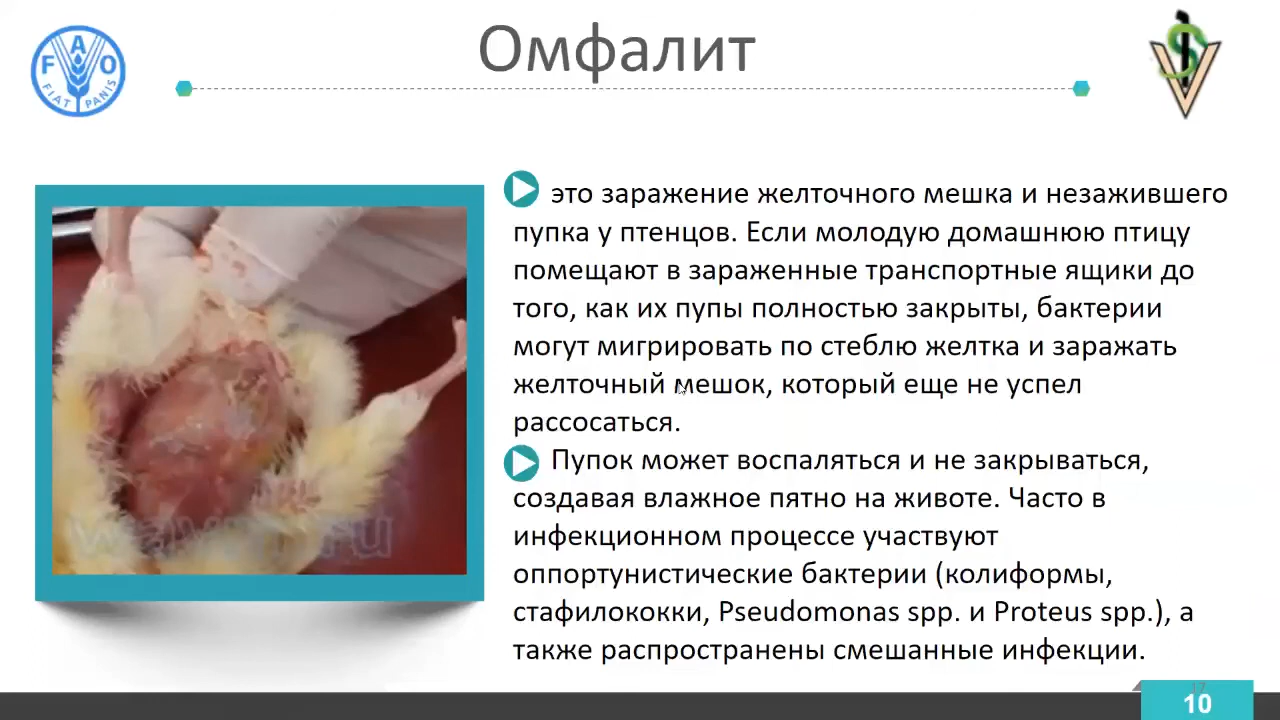 Омфалит
F A O
FIAT PANIS
это заражение желточного мешка и незажившего
пупка у птенцов. Если молодую домашнюю птицу
помещают в зараженные транспортные ящики до
того, как их пупы полностью закрыты, бактерии
могут мигрировать по стеблю желтка и заражать
желточный мешок, который еще не успел
рассосаться.
Пупок может воспаляться и не закрываться,
создавая влажное пятно на животе. Часто в
инфекционном процессе участвуют
оппортунистические бактерии (колиформы,
стафилококки, Pseudomonas spp. и Proteus spp.), а
также распространены смешанные инфекции.
17
10